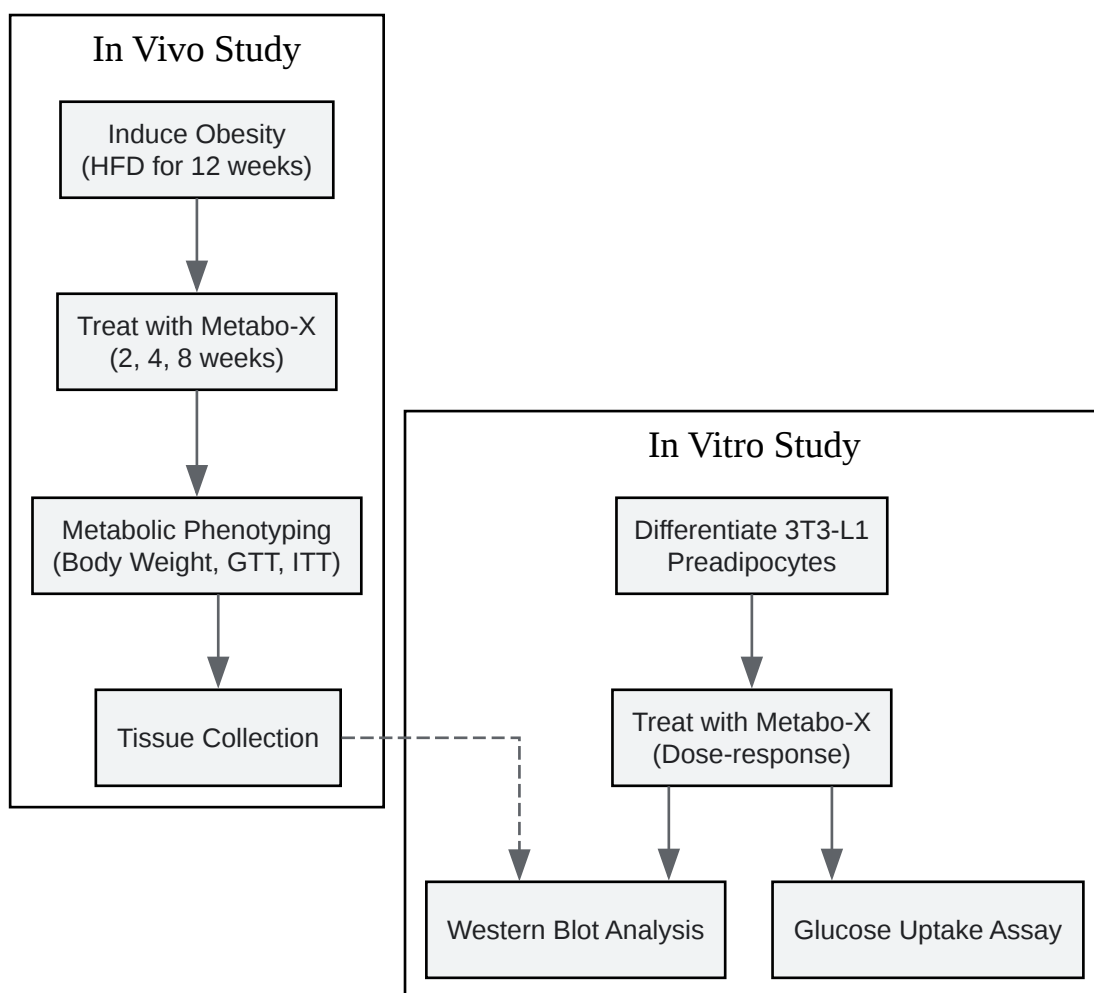 In Vivo Study
Induce Obesity
(HFD for 12 weeks)
Treat with Metabo-X
(2, 4, 8 weeks)
Metabolic Phenotyping
(Body Weight, GTT, ITT)
Tissue Collection
In Vitro Study
Differentiate 3T3-L1
Preadipocytes
Treat with Metabo-X
(Dose-response)
Western Blot Analysis
Glucose Uptake Assay